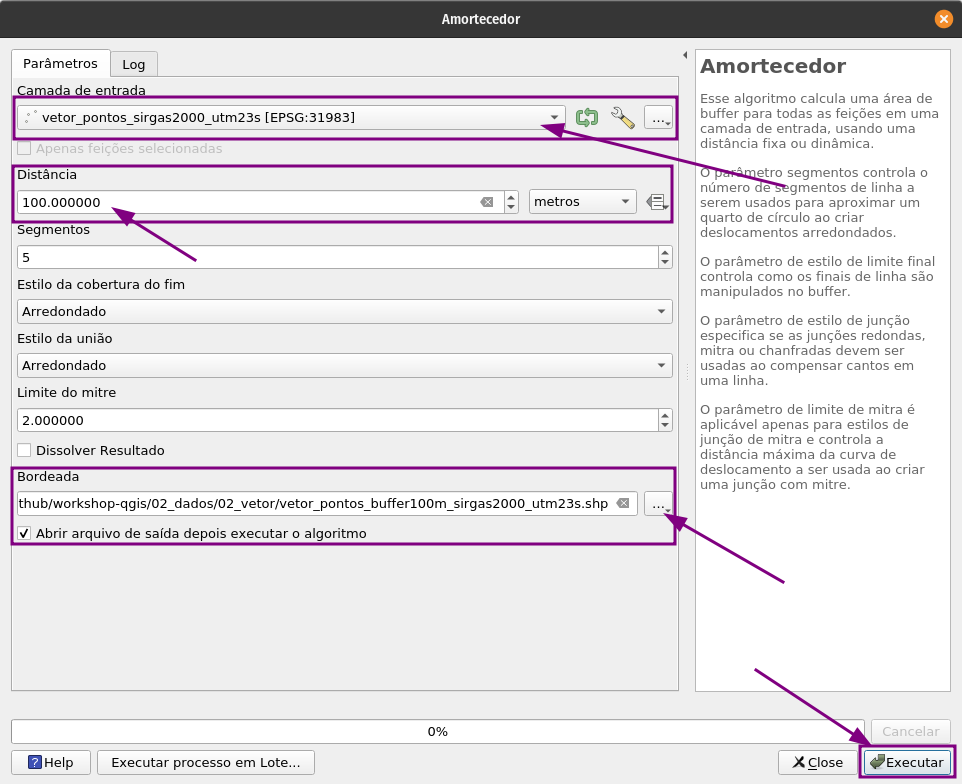 Amortecedor
Parâmetros
Log
Camada de entrada
vetor_pontos_sirgas2000_utm23s [EPSG:31983]
...
Apenas feições selecionadas
Distância
100.000000
metros
Segmentos
5
Estilo da cobertura do fim
Arredondado
Estilo da união
Arredondado
Limite do mitre
2.000000
Dissolver Resultado
Bordeada
thub/workshop-qgis/02_dados/02_vetor/vetor_pontos_buffer100m_sirgas2000_utm23s.shp
...
Abrir arquivo de saída depois executar o algoritmo
Amortecedor
Esse algoritmo calcula uma área de
buffer para todas as feições em uma
camada de entrada, usando uma
distância fixa ou dinâmica.
O parâmetro segmentos controla o
número de segmentos de linha a
serem usados para aproximar um
quarto de círculo ao criar
deslocamentos arredondados.
O parâmetro de estilo de limite final
controla como os finais de linha são
manipulados no buffer.
O parâmetro de estilo de junção
especifica se as junções redondas,
mitra ou chanfradas devem ser
usadas ao compensar cantos em
uma linha.
O parâmetro de limite de mitra é
aplicável apenas para estilos de
junção de mitra e controla a
distância máxima da curva de
deslocamento a ser usada ao criar
uma junção com mitre.
0%
Cancelar
Help
Executar processo em Lote...
Close
Executar